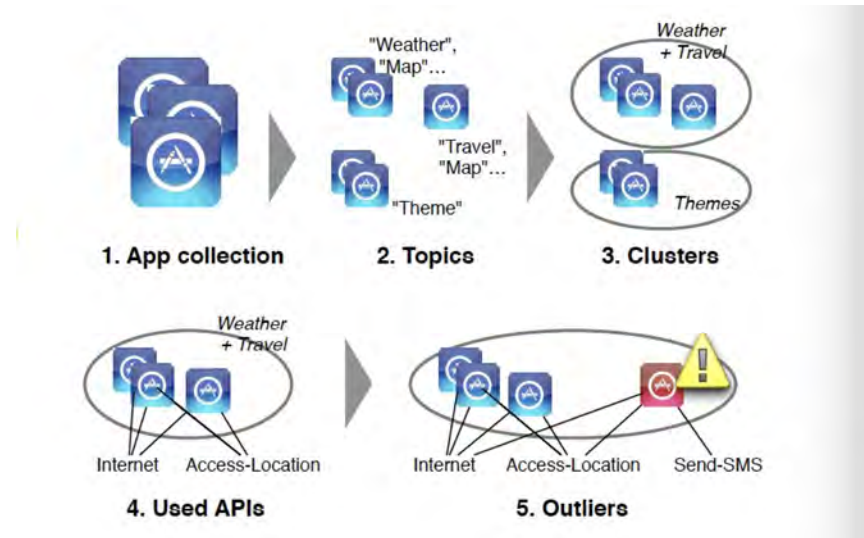 "Weather",
"Map"...
"Travel",
"Map"...
"Theme"
Weather
+ Travel
Themes
1. App collection
2. Topics
3. Clusters
Weather
+ Travel
Internet
Access-Location
Internet
Access-Location
Send-SMS
4. Used APIs
5. Outliers